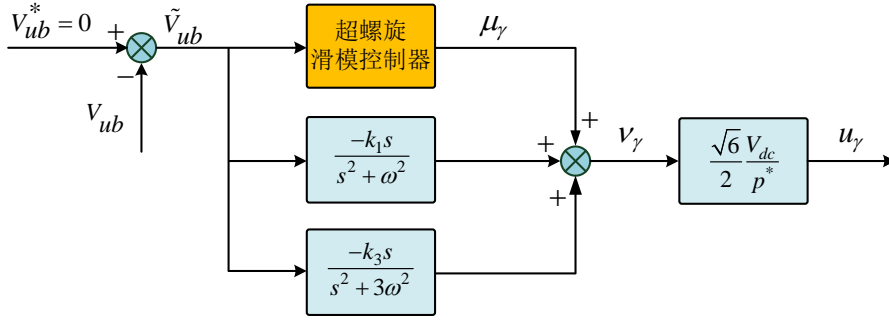 V*ub = 0
+
Ṽub
−
Vub
超螺旋
滑模控制器
μγ
+
−k₁s / (s² + ω²)
+
−k₃s / (s² + 3ω²)
+
νγ
√6/2 Vdc/p*
uγ